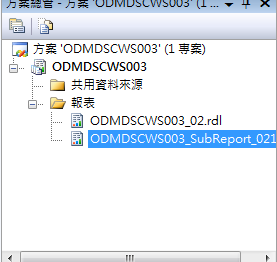 方案總管 - 方案 'ODMDSCWS003' (1 ...
方案 'ODMDSCWS003' (1 專案)
ODMDSCWS003
共用資料來源
報表
ODMDSCWS003_02.rdl
ODMDSCWS003_SubReport_021